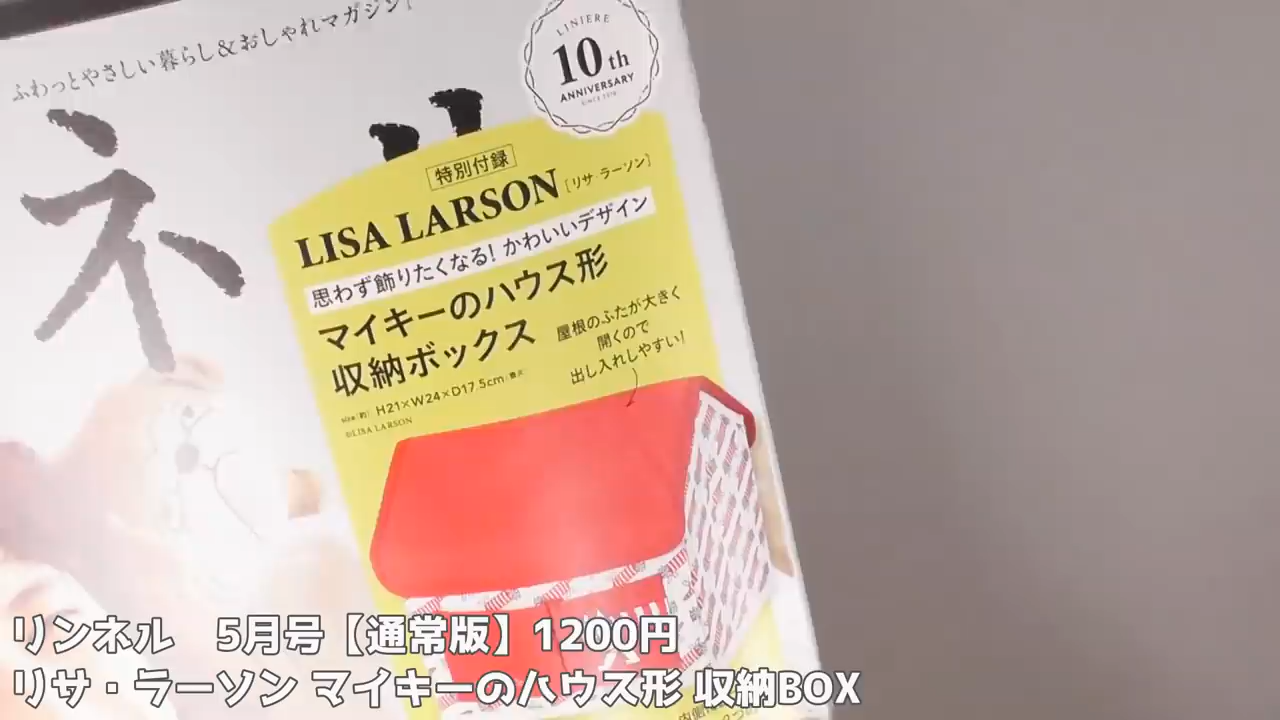 ふわっとやさしい暮らし&おしゃれマガジン!
LINIERE
10th
ANNIVERSARY
ネ
特別付録
LISA LARSON [リサ・ラーソン]
思わず飾りたくなる! かわいいデザイン
マイキーのハウス形
収納ボックス
屋根のふたが大きく
開くので
出し入れしやすい!
size(約) H21×W24×D17.5cm
©LISA LARSON
リンネル 5月号【通常版】1200円
リサ・ラーソン マイキーのハウス形 収納BOX